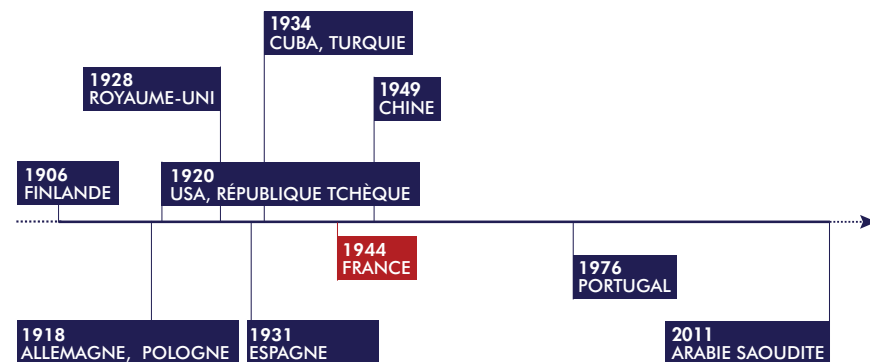 1934
CUBA, TURQUIE
1928
ROYAUME-UNI
1949
CHINE
1906
FINLANDE
1920
USA, RÉPUBLIQUE TCHÈQUE
1944
FRANCE
1976
PORTUGAL
1918
ALLEMAGNE, POLOGNE
1931
ESPAGNE
2011
ARABIE SAOUDITE